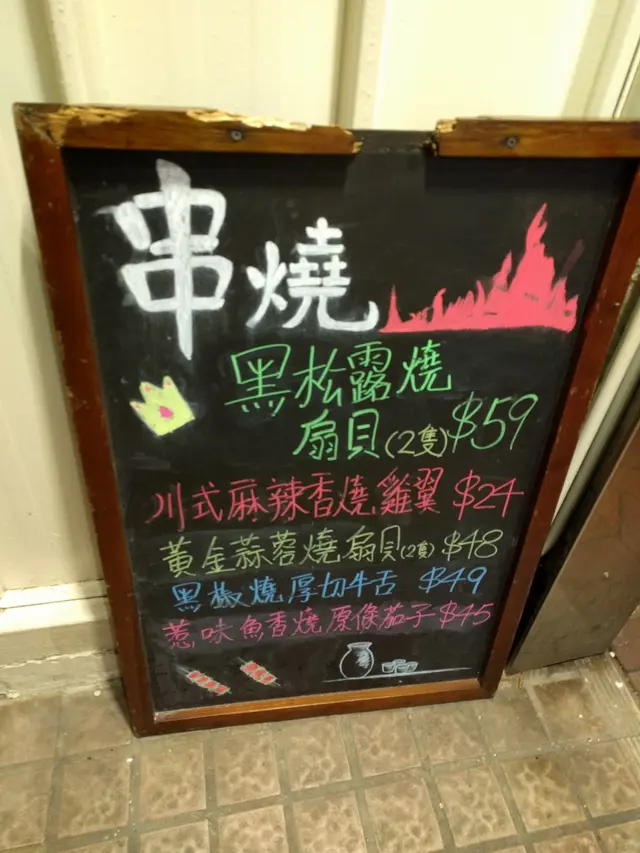 串燒
黑松露燒
扇貝(2隻)$59
川式麻辣香燒雞翼 $24
黃金蒜蓉燒扇貝(2隻) $48
黑椒燒厚切牛舌 $49
惹味魚香燒原條茄子 $45